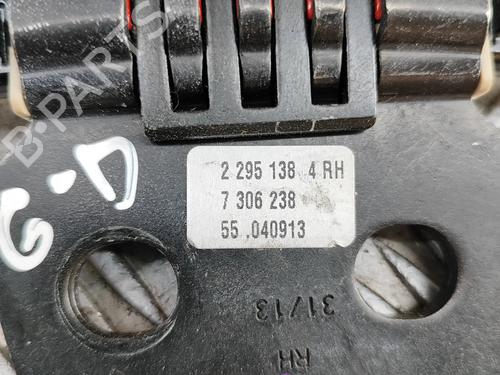 B-PARTS
G-D
2 295 138 4 RH
7 306 238
55 .040913
31/13
RH